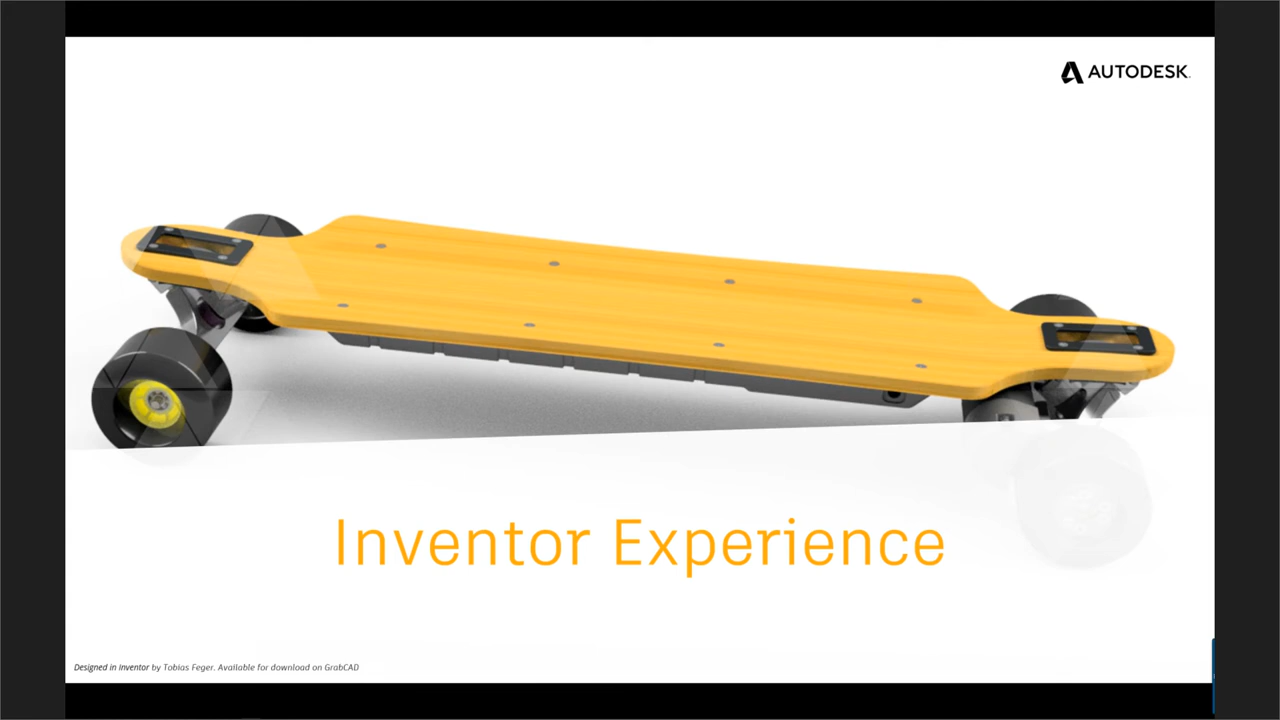 AUTODESK.
Inventor Experience
Designed in Inventor by Tobias Feger. Available for download on GrabCAD